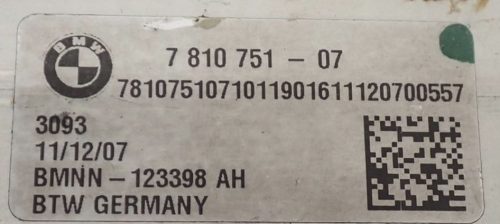 BMW
7 810 751 - 07
7810751071011901611120700557
3093
11/12/07
BMNN - 123398 AH
BTW GERMANY